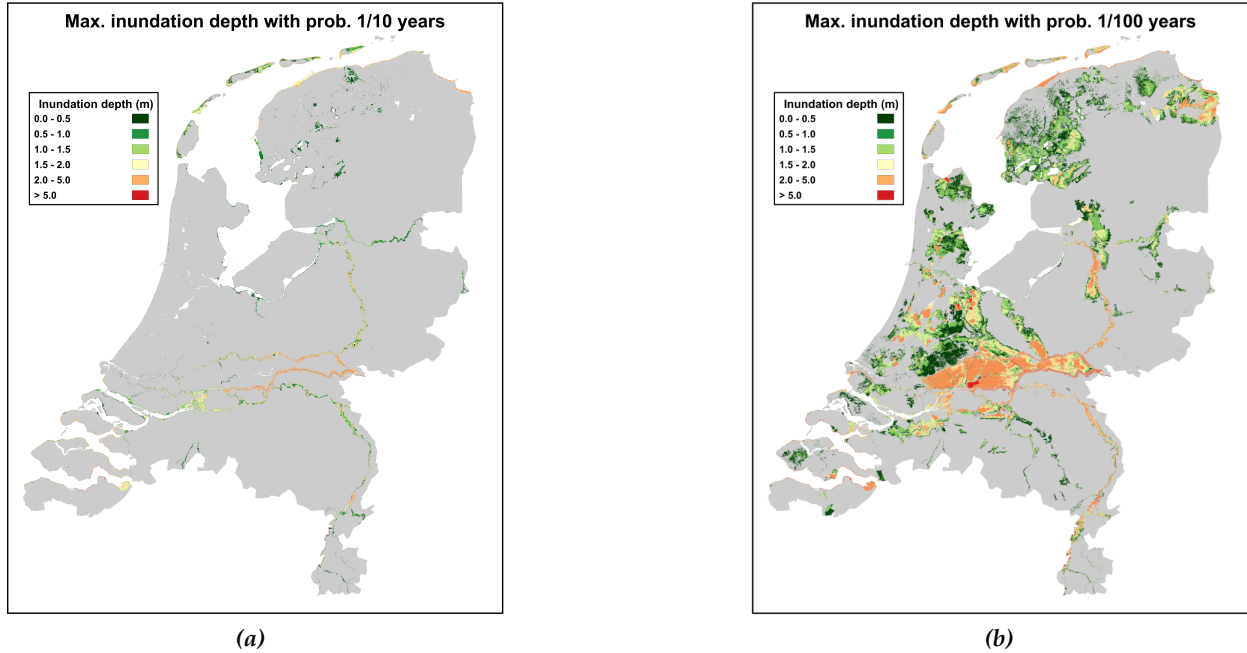 Max. inundation depth with prob. 1/10 years
Inundation depth (m)
0.0 - 0.5
0.5 - 1.0
1.0 - 1.5
1.5 - 2.0
2.0 - 5.0
> 5.0
(a)
Max. inundation depth with prob. 1/100 years
Inundation depth (m)
0.0 - 0.5
0.5 - 1.0
1.0 - 1.5
1.5 - 2.0
2.0 - 5.0
> 5.0
(b)